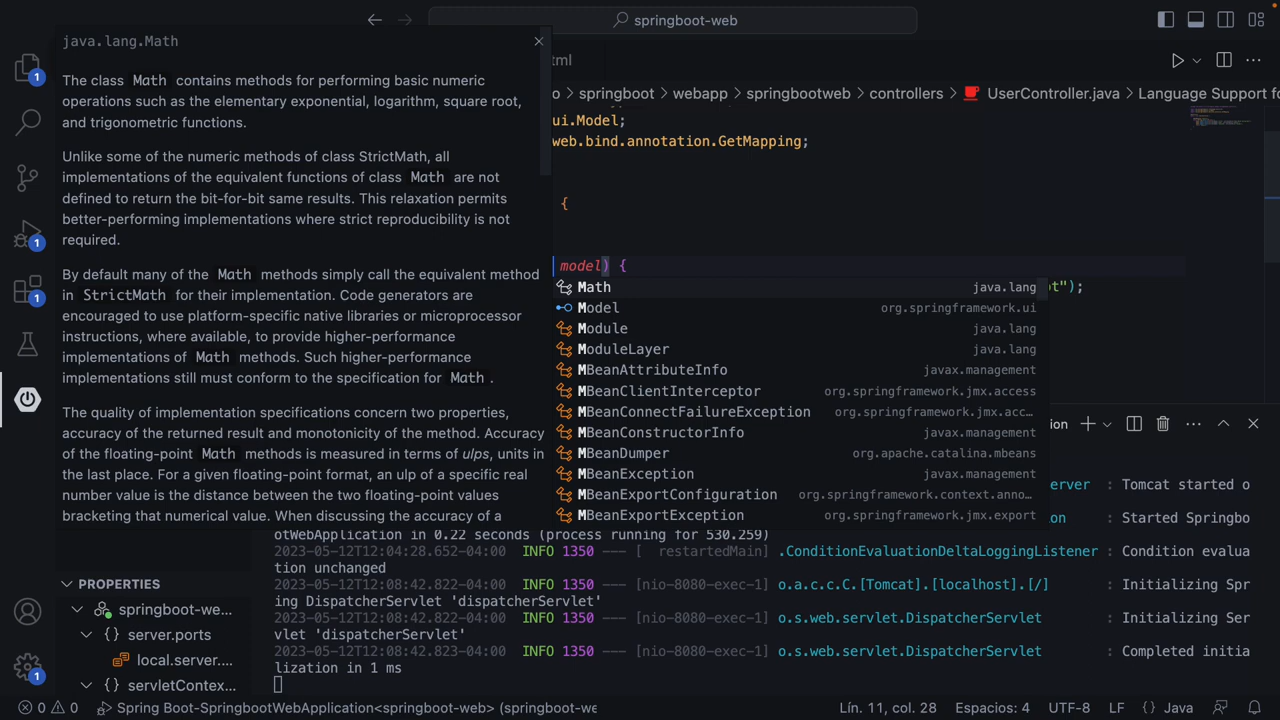 springboot-web
java.lang.Math
The class Math contains methods for performing basic numeric
operations such as the elementary exponential, logarithm, square root,
and trigonometric functions.
Unlike some of the numeric methods of class StrictMath, all
implementations of the equivalent functions of class Math are not
defined to return the bit-for-bit same results. This relaxation permits
better-performing implementations where strict reproducibility is not
required.
By default many of the Math methods simply call the equivalent method
in StrictMath for their implementation. Code generators are
encouraged to use platform-specific native libraries or microprocessor
instructions, where available, to provide higher-performance
implementations of Math methods. Such higher-performance
implementations still must conform to the specification for Math .
The quality of implementation specifications concern two properties,
accuracy of the returned result and monotonicity of the method. Accuracy
of the floating-point Math methods is measured in terms of ulps, units in
the last place. For a given floating-point format, an ulp of a specific real
number value is the distance between the two floating-point values
bracketing that numerical value. When discussing the accuracy of a
tml
o > springboot > webapp > springbootweb > controllers > UserController.java > Language Support fo
ui.Model;
web.bind.annotation.GetMapping;
{
model) {
t");
Math java.lang
Model org.springframework.ui
Module java.lang
ModuleLayer java.lang
MBeanAttributeInfo javax.management
MBeanClientInterceptor org.springframework.jmx.access
MBeanConnectFailureException org.springframework.jmx.acc…
MBeanConstructorInfo javax.management
MBeanDumper org.apache.catalina.mbeans
MBeanException javax.management
MBeanExportConfiguration org.springframework.context.anno…
MBeanExportException org.springframework.jmx.export
ion
erver : Tomcat started o
ion : Started Springbo
otWebApplication in 0.22 seconds (process running for 530.259)
2023-05-12T12:04:28.652-04:00 INFO 1350 --- [ restartedMain] .ConditionEvaluationDeltaLoggingListener : Condition evalua
tion unchanged
2023-05-12T12:08:42.822-04:00 INFO 1350 --- [nio-8080-exec-1] o.a.c.c.C.[Tomcat].[localhost].[/] : Initializing Spr
ing DispatcherServlet 'dispatcherServlet'
2023-05-12T12:08:42.822-04:00 INFO 1350 --- [nio-8080-exec-1] o.s.web.servlet.DispatcherServlet : Initializing Ser
vlet 'dispatcherServlet'
2023-05-12T12:08:42.823-04:00 INFO 1350 --- [nio-8080-exec-1] o.s.web.servlet.DispatcherServlet : Completed initia
lization in 1 ms
1
1
1
1
PROPERTIES
springboot-we...
{} server.ports
local.server....
{} servletContex...
0 0 Spring Boot-SpringbootWebApplication<springboot-web> (springboot-we
Lín. 11, col. 28 Espacios: 4 UTF-8 LF {} Java